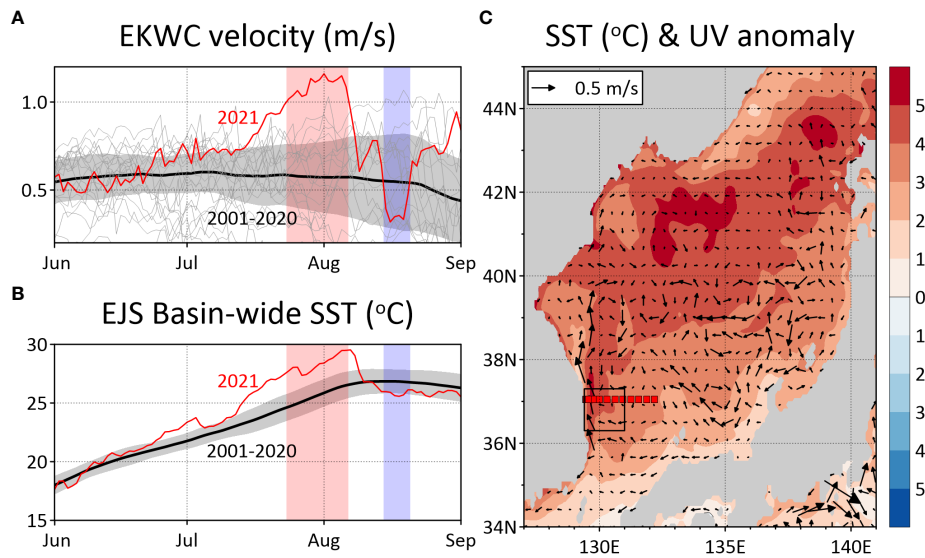 A
EKWC velocity (m/s)
1.0
0.5
2021
2001-2020
Jun
Jul
Aug
Sep
B
EJS Basin-wide SST (ºC)
30
25
20
15
2021
2001-2020
Jun
Jul
Aug
Sep
C
SST (ºC) & UV anomaly
0.5 m/s
44N
42N
40N
38N
36N
34N
130E
135E
140E
5
4
3
2
1
0
1
2
3
4
5